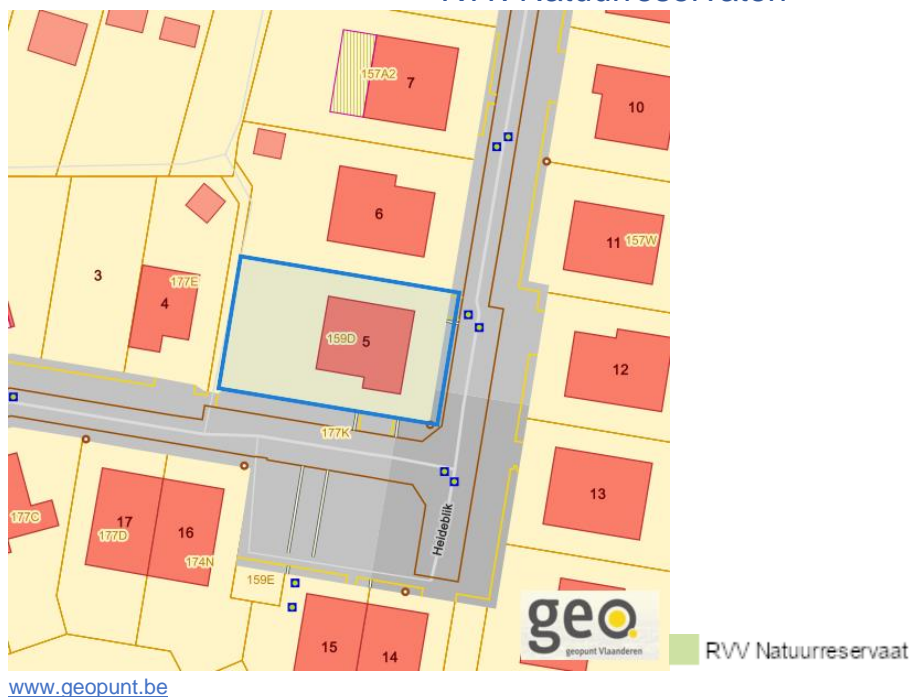 RVV Natuurreservaten
157A2
7
10
6
11 157W
3
177E
4
159D 5
12
177K
13
177C
17
177D
16
174N
Heideblik
159E
15
14
geo
geopunt Vlaanderen
RVV Natuurreservaat
www.geopunt.be